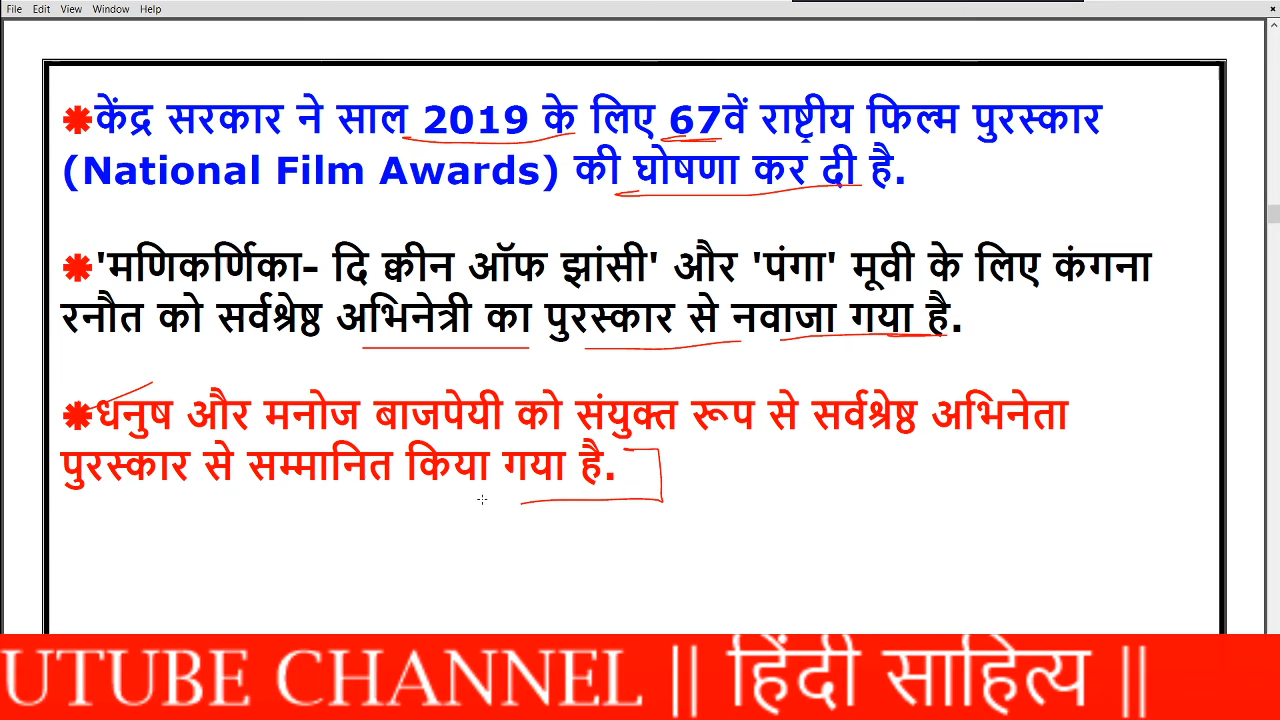 File Edit View Window Help
केंद्र सरकार ने साल 2019 के लिए 67वें राष्ट्रीय फिल्म पुरस्कार
(National Film Awards) की घोषणा कर दी है.
'मणिकर्णिका- दि क्वीन ऑफ झांसी' और 'पंगा' मूवी के लिए कंगना
रनौत को सर्वश्रेष्ठ अभिनेत्री का पुरस्कार से नवाजा गया है.
धनुष और मनोज बाजपेयी को संयुक्त रूप से सर्वश्रेष्ठ अभिनेता
पुरस्कार से सम्मानित किया गया है.
UTUBE CHANNEL || हिंदी साहित्य ||